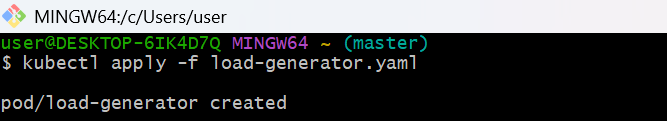 MINGW64:/c/Users/user
user@DESKTOP-6IK4D7Q MINGW64 ~ (master)
$ kubectl apply -f load-generator.yaml
pod/load-generator created